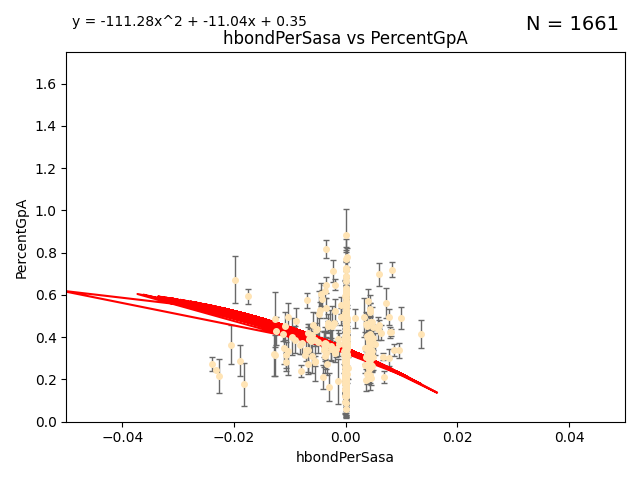 y = -111.28x^2 + -11.04x + 0.35
N = 1661
hbondPerSasa vs PercentGpA
PercentGpA
1.6
1.4
1.2
1.0
0.8
0.6
0.4
0.2
0.0
−0.04 −0.02 0.00 0.02 0.04
hbondPerSasa